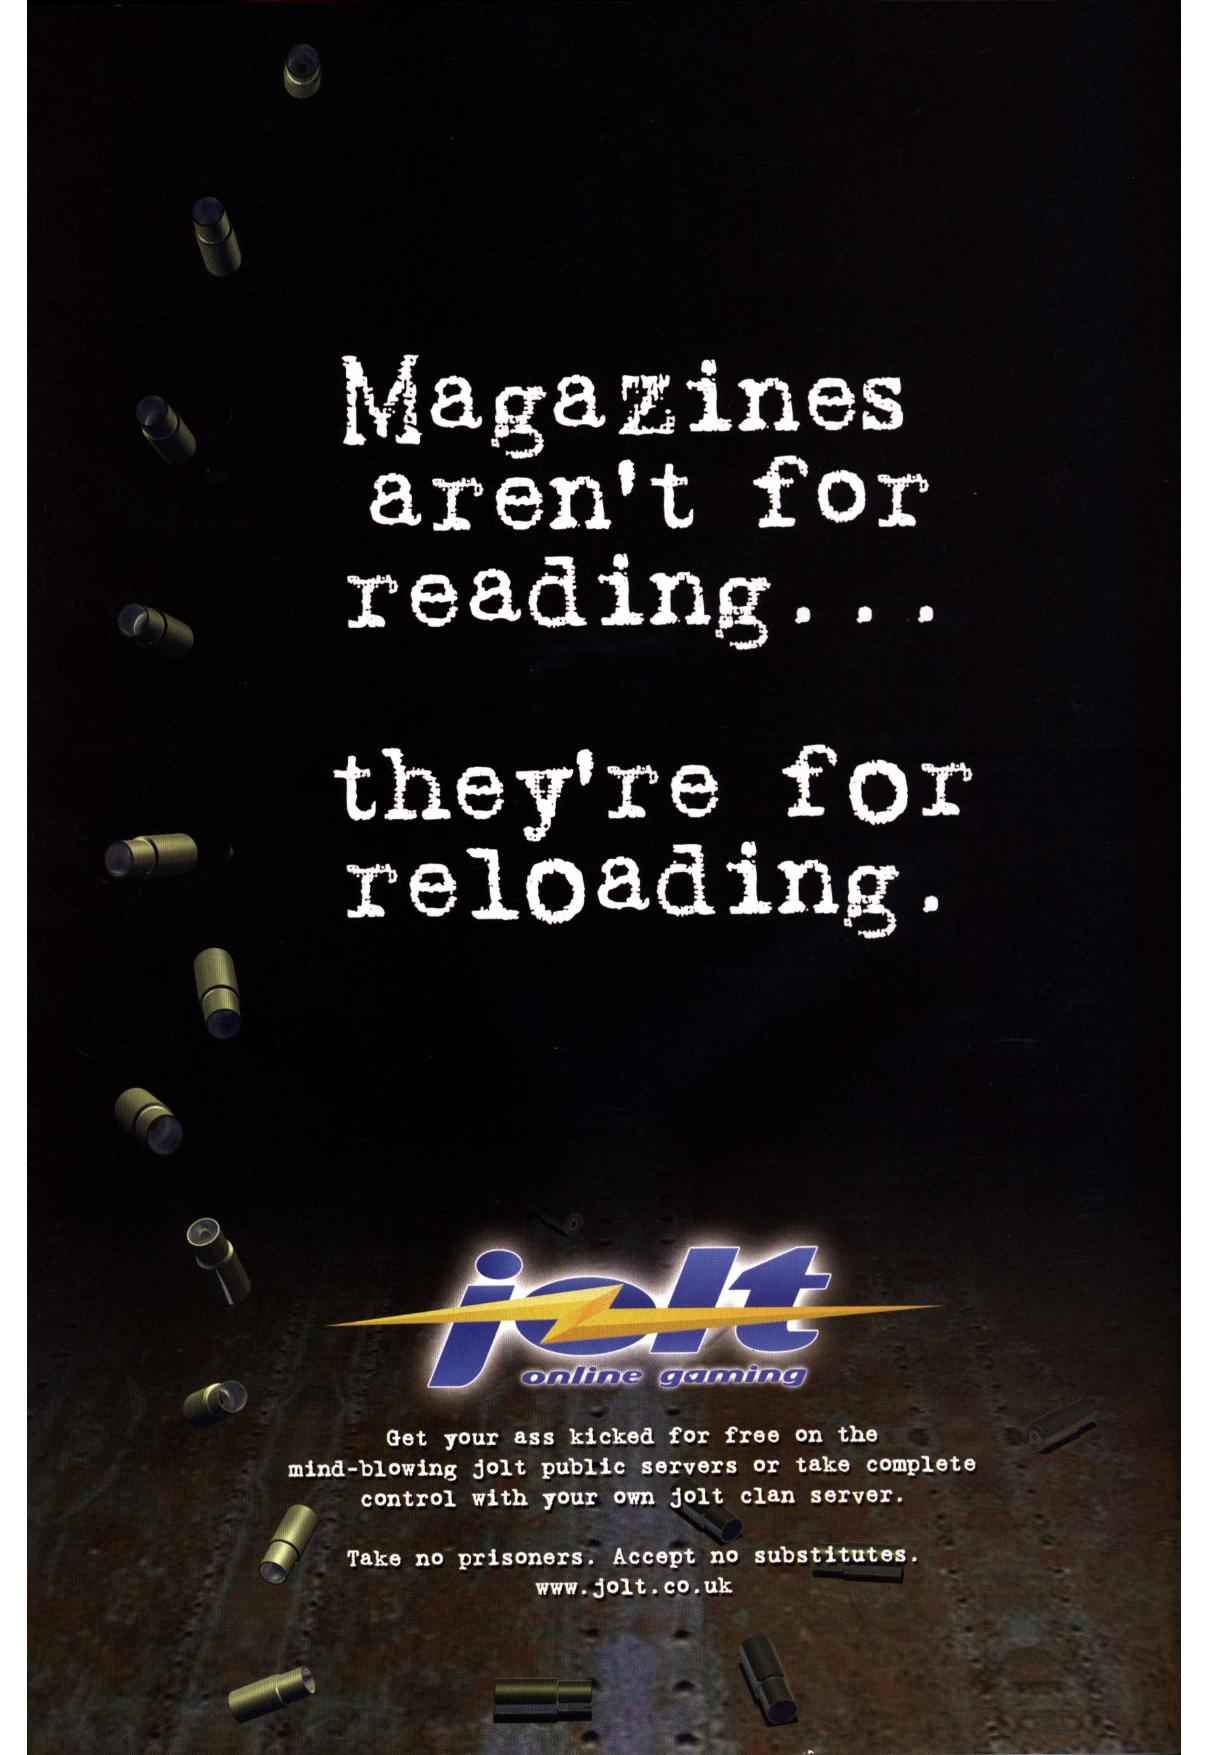 Magazines
aren't for
reading...
they're for
reloading.
jolt
online gaming
Get your ass kicked for free on the
mind-blowing jolt public servers or take complete
control with your own jolt clan server.
Take no prisoners. Accept no substitutes.
www.jolt.co.uk